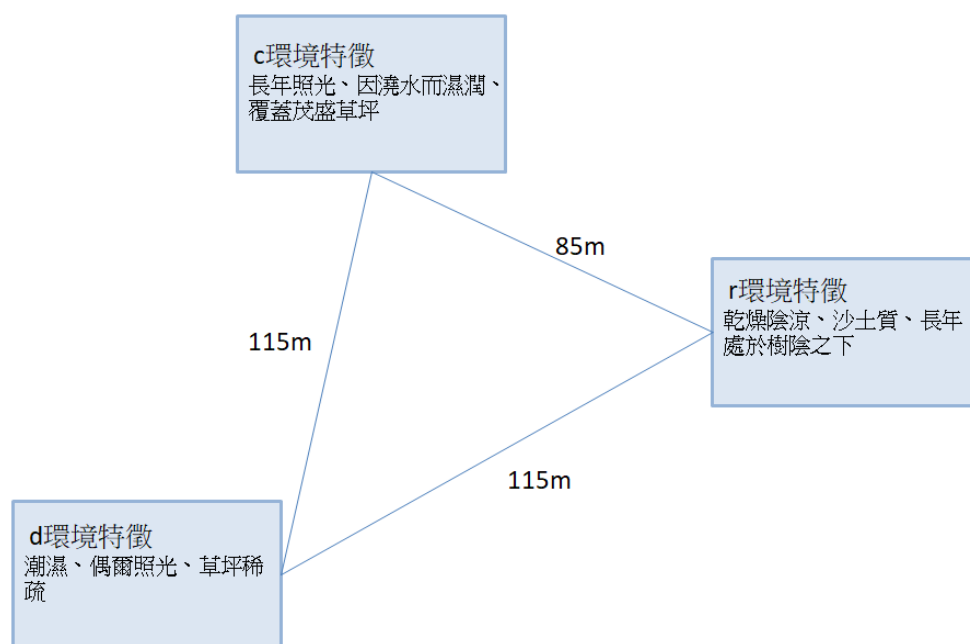 c環境特徵
長年照光、因澆水而濕潤、
覆蓋茂盛草坪
85m
r環境特徵
乾燥陰涼、沙土質、長年
處於樹陰之下
115m
115m
d環境特徵
潮濕、偶爾照光、草坪稀
疏